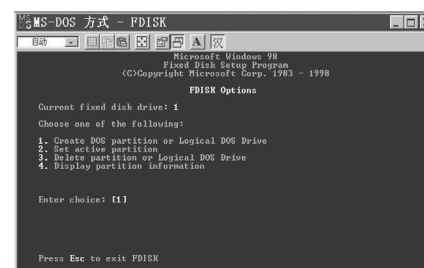 MS-DOS 方式 - FDISK
自动
A 汉
Microsoft Windows 98
Fixed Disk Setup Program
(C)Copyright Microsoft Corp. 1983 - 1998
FDISK Options
Current fixed disk drive: 1
Choose one of the following:
1. Create DOS partition or Logical DOS Drive
2. Set active partition
3. Delete partition or Logical DOS Drive
4. Display partition information
Enter choice: [1]
Press Esc to exit FDISK